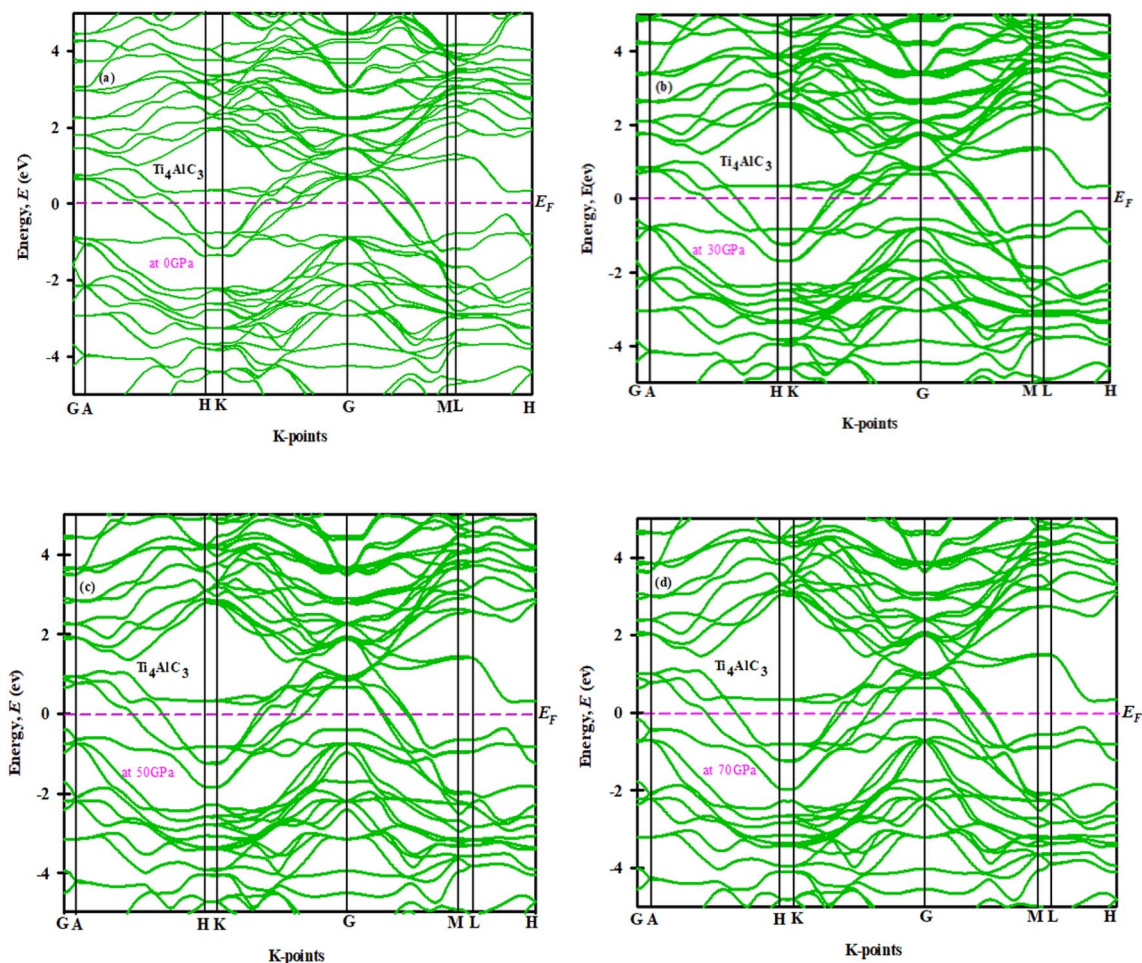 4
2
0
-2
-4
Energy, E (eV)
(a)
Ti4AlC3
at 0GPa
EF
G A H K G M L H
K-points
4
2
0
-2
-4
Energy, E(ev)
(b)
Ti4AlC3
at 30GPa
EF
G A H K G M L H
K-points
4
2
0
-2
-4
Energy, E (ev)
(c)
Ti4AlC3
at 50GPa
EF
G A H K G M L H
K-points
4
2
0
-2
-4
Energy, E (ev)
(d)
Ti4AlC3
at 70GPa
EF
G A H K G M L H
K-points